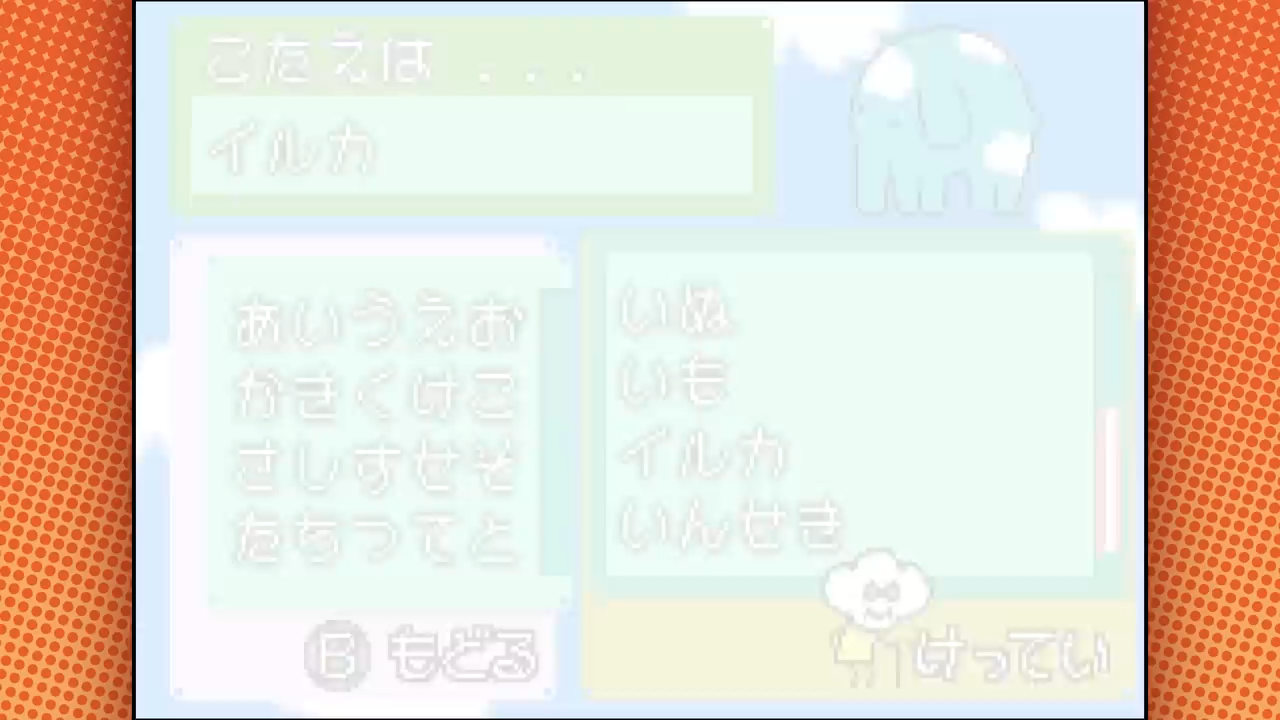 こたえは ...
イルカ
あいうえお
かきくけこ
さしすせそ
たちつてと
いぬ
いも
イルカ
いんせき
B もどる
けってい